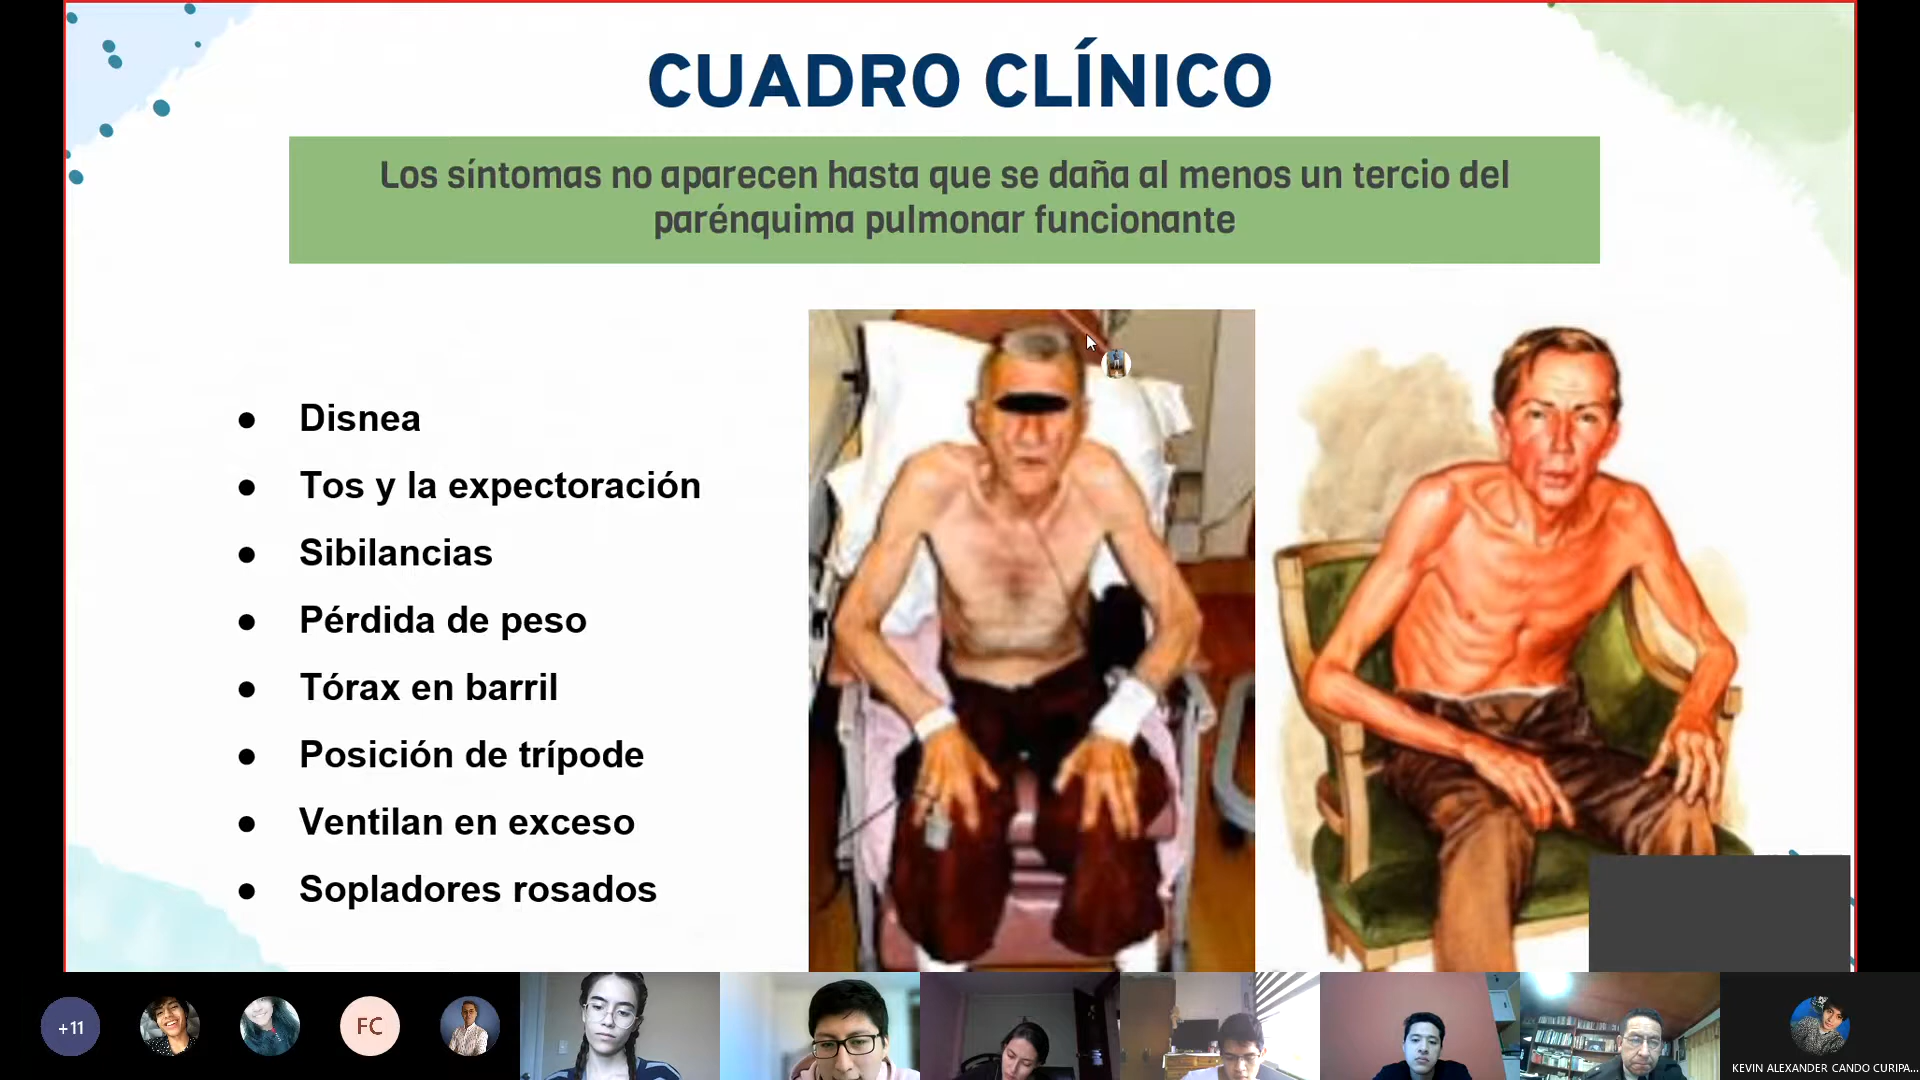 CUADRO CLÍNICO
Los síntomas no aparecen hasta que se daña al menos un tercio del
parénquima pulmonar funcionante
● Disnea
● Tos y la expectoración
● Sibilancias
● Pérdida de peso
● Tórax en barril
● Posición de trípode
● Ventilan en exceso
● Sopladores rosados
+11
FC
KEVIN ALEXANDER CANDO CURIPA...